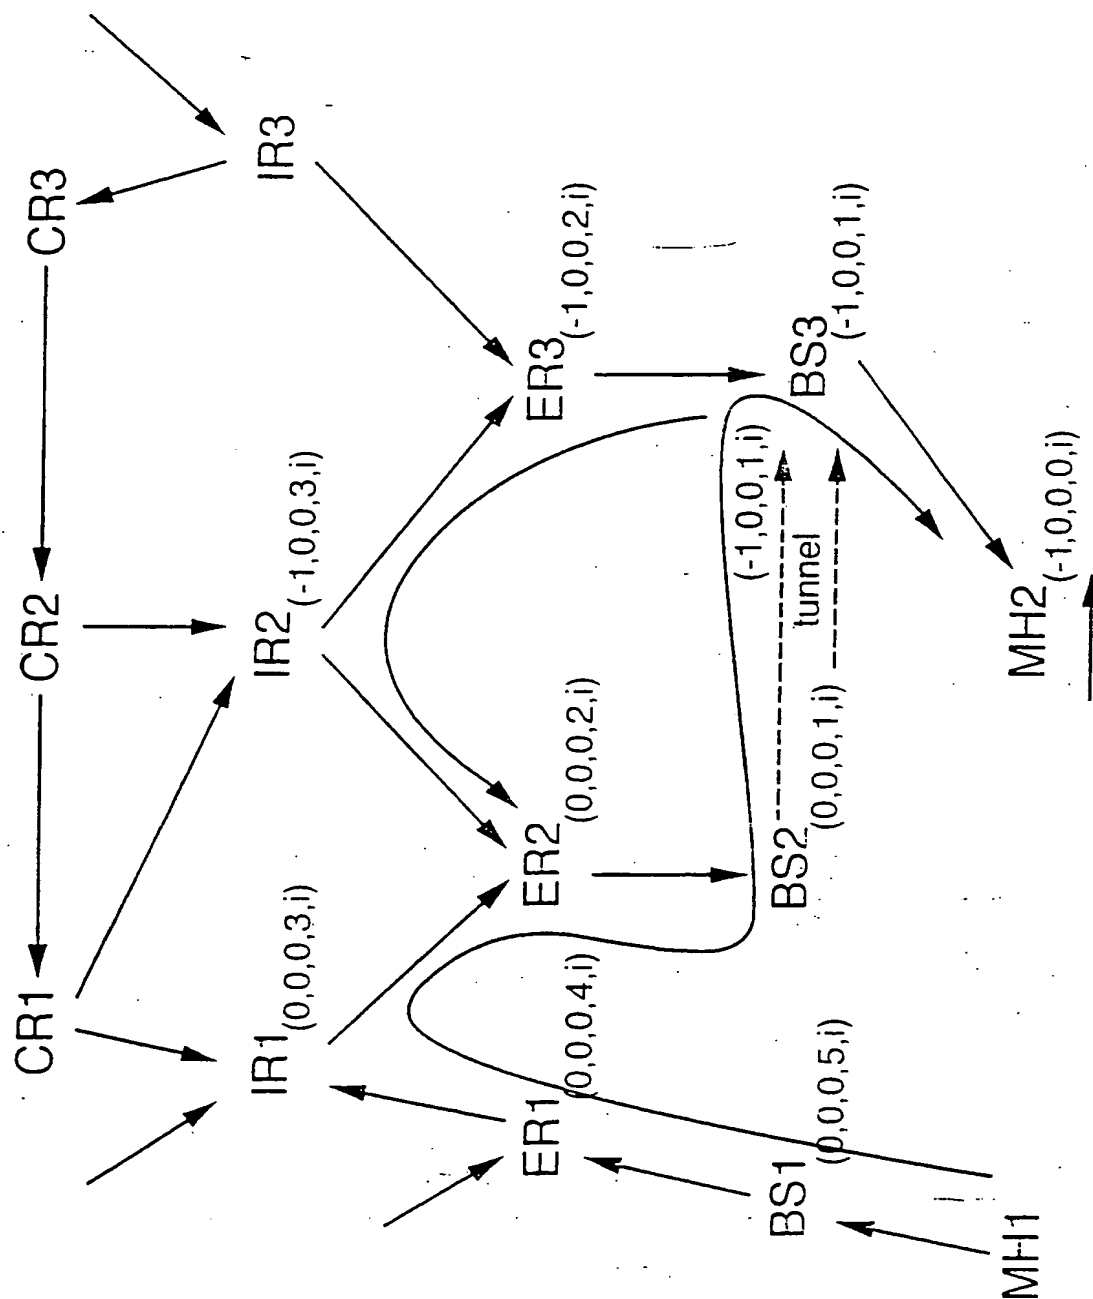 CR1
CR2
CR3
IR1
(0,0,0,3,i)
IR2
(-1,0,0,3,i)
IR3
ER1
(0,0,0,4,i)
ER2
(0,0,0,2,i)
ER3
(-1,0,0,2,i)
BS1
(0,0,0,5,i)
BS2
(0,0,0,1,i)
tunnel
(-1,0,0,1,i)
BS3
(-1,0,0,1,i)
MH1
MH2
(-1,0,0,0,i)